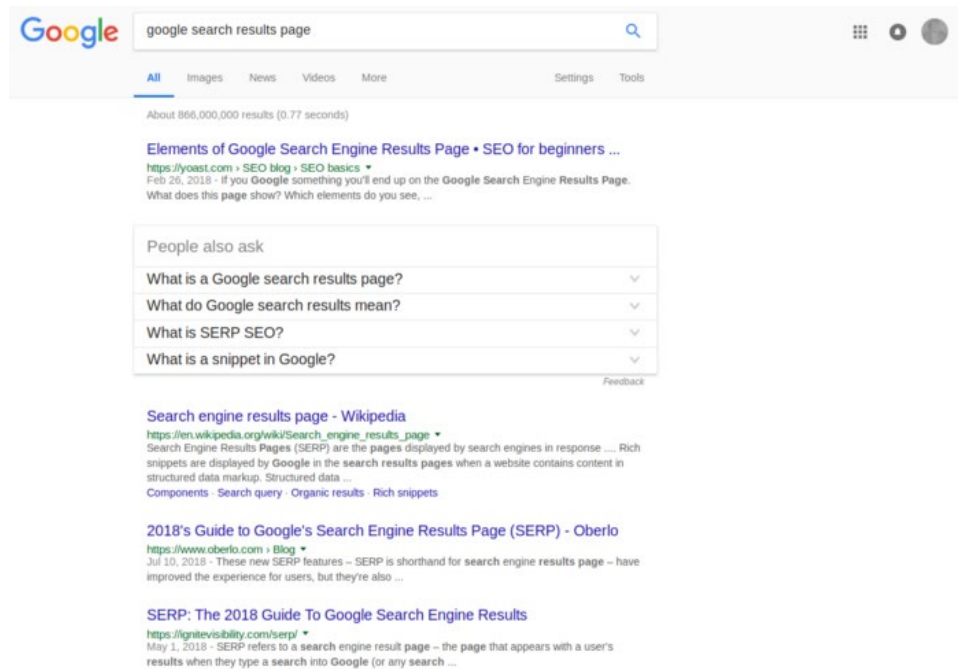 Google
google search results page
All Images News Videos More Settings Tools
About 866,000,000 results (0.77 seconds)
Elements of Google Search Engine Results Page • SEO for beginners ...
https://yoast.com › SEO blog › SEO basics
Feb 26, 2018 - If you Google something you'll end up on the Google Search Engine Results Page.
What does this page show? Which elements do you see, ...
People also ask
What is a Google search results page?
What do Google search results mean?
What is SERP SEO?
What is a snippet in Google?
Feedback
Search engine results page - Wikipedia
https://en.wikipedia.org/wiki/Search_engine_results_page
Search Engine Results Pages (SERP) are the pages displayed by search engines in response .... Rich
snippets are displayed by Google in the search results pages when a website contains content in
structured data markup. Structured data ...
Components · Search query · Organic results · Rich snippets
2018's Guide to Google's Search Engine Results Page (SERP) - Oberlo
https://www.oberlo.com › Blog
Jul 10, 2018 - These new SERP features – SERP is shorthand for search engine results page – have
improved the experience for users, but they're also ...
SERP: The 2018 Guide To Google Search Engine Results
https://ignitevisibility.com/serp/
May 1, 2018 - SERP refers to a search engine result page – the page that appears with a user's
results when they type a search into Google (or any search ...